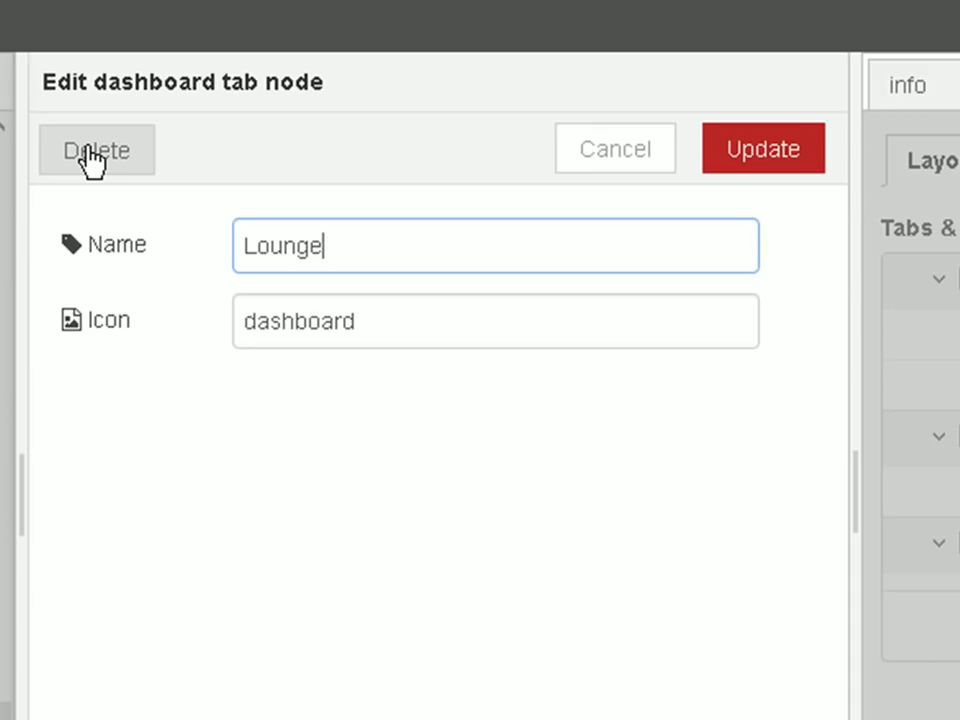 Edit dashboard tab node
Delete
Cancel
Update
Name
Lounge
Icon
dashboard
info
Layo
Tabs &